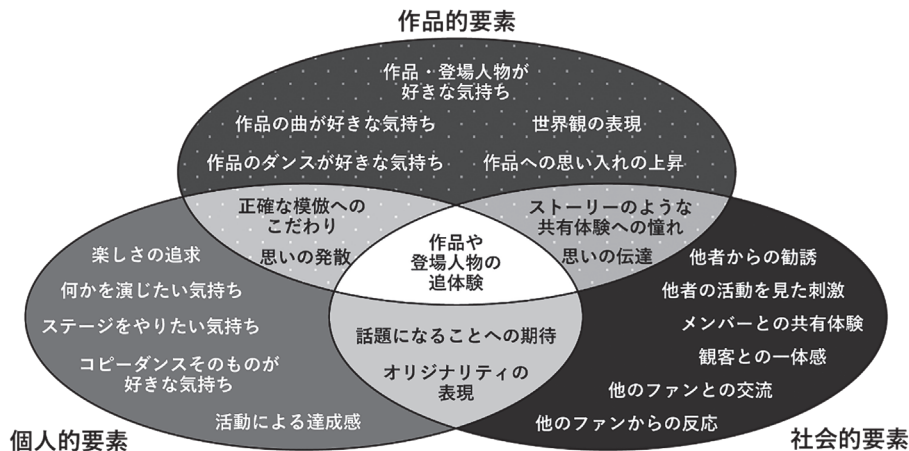 作品的要素
作品・登場人物が
好きな気持ち
作品の曲が好きな気持ち
世界観の表現
作品のダンスが好きな気持ち
作品への思い入れの上昇
正確な模倣への
こだわり
思いの発散
ストーリーのような
共有体験への憧れ
思いの伝達
作品や
登場人物の
追体験
楽しさの追求
何かを演じたい気持ち
ステージをやりたい気持ち
コピーダンスそのものが
好きな気持ち
活動による達成感
話題になることへの期待
オリジナリティの
表現
他者からの勧誘
他者の活動を見た刺激
メンバーとの共有体験
観客との一体感
他のファンとの交流
他のファンからの反応
個人的要素
社会的要素